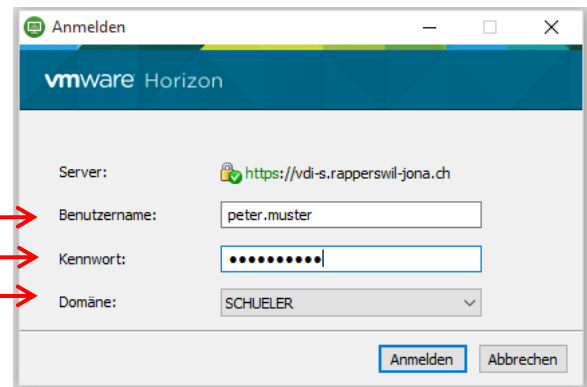 Anmelden
vmware Horizon
Server: https://vdi-s.rapperswil-jona.ch
Benutzername: peter.muster
Kennwort: ●●●●●●●●●●
Domäne: SCHUELER
Anmelden Abbrechen